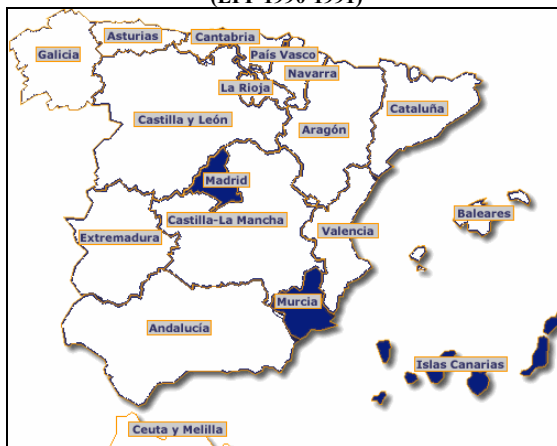 Asturias
Cantabria
Galicia
País Vasco
Navarra
La Rioja
Cataluña
Castilla y León
Aragón
Madrid
Baleares
Castilla-La Mancha
Valencia
Extremadura
Murcia
Andalucía
Islas Canarias
Ceuta y Melilla